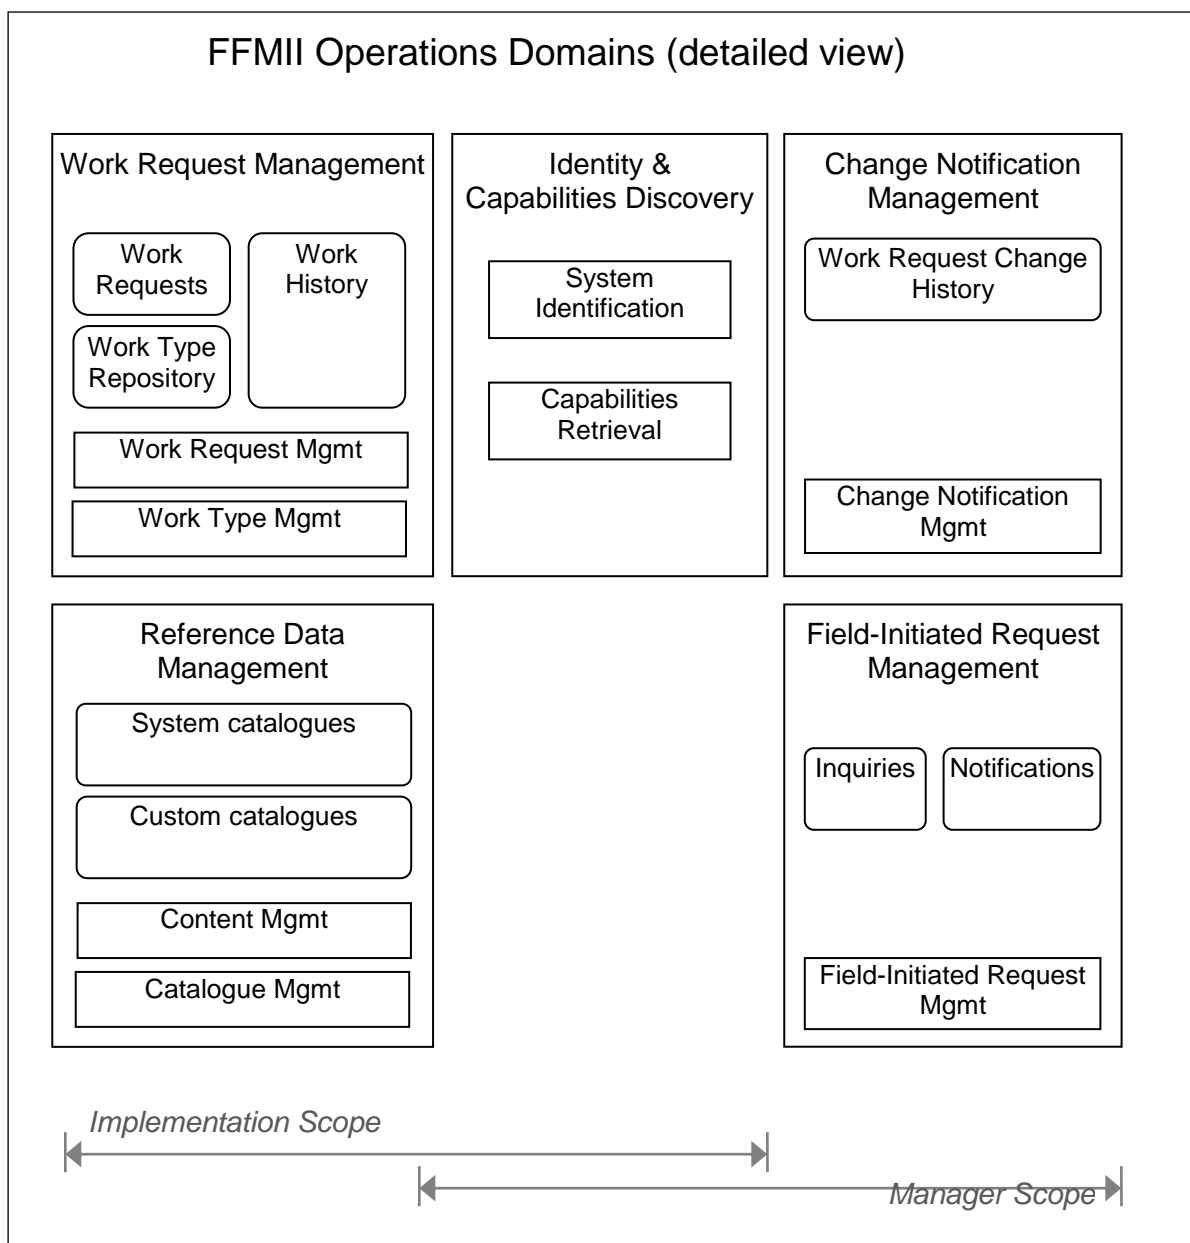 FFMII Operations Domains (detailed view)
Work Request Management
Work
Requests
Work
History
Work Type
Repository
Work Request Mgmt
Work Type Mgmt
Identity &
Capabilities Discovery
System
Identification
Capabilities
Retrieval
Change Notification
Management
Work Request Change
History
Change Notification
Mgmt
Reference Data
Management
System catalogues
Custom catalogues
Content Mgmt
Catalogue Mgmt
Field-Initiated Request
Management
Inquiries
Notifications
Field-Initiated Request
Mgmt
Implementation Scope
Manager Scope